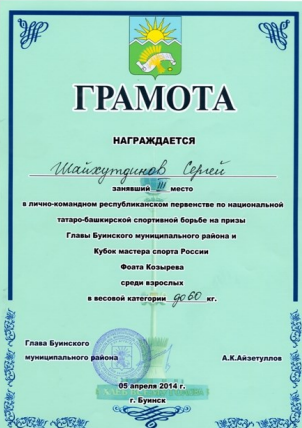 ГРАМОТА
НАГРАЖДАЕТСЯ
Шайхутдинов Сергей
занявший III место
в лично-командном республиканском первенстве по национальной
татаро-башкирской спортивной борьбе на призы
Главы Буинского муниципального района и
Кубок мастера спорта России
Фоата Козырева
среди взрослых
в весовой категории до 60 кг.
Глава Буинского
муниципального района А.К.Айзетуллов
05 апреля 2014 г.
г. Буинск